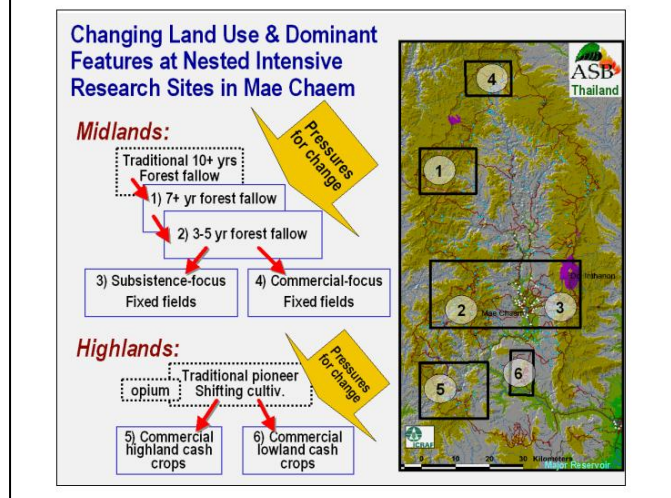 Changing Land Use & Dominant
Features at Nested Intensive
Research Sites in Mae Chaem
Midlands:
Pressures
for change
Traditional 10+ yrs
Forest fallow
1) 7+ yr forest fallow
2) 3-5 yr forest fallow
3) Subsistence-focus
Fixed fields
4) Commercial-focus
Fixed fields
Highlands:
Pressures
for change
Traditional pioneer
Shifting cultiv.
opium
5) Commercial
highland cash
crops
6) Commercial
lowland cash
crops
ASB
Thailand
4
1
2
Mae Chaem
3
5
6
ICRAF
0
10
20
30 Kilometers
Major Reservoir